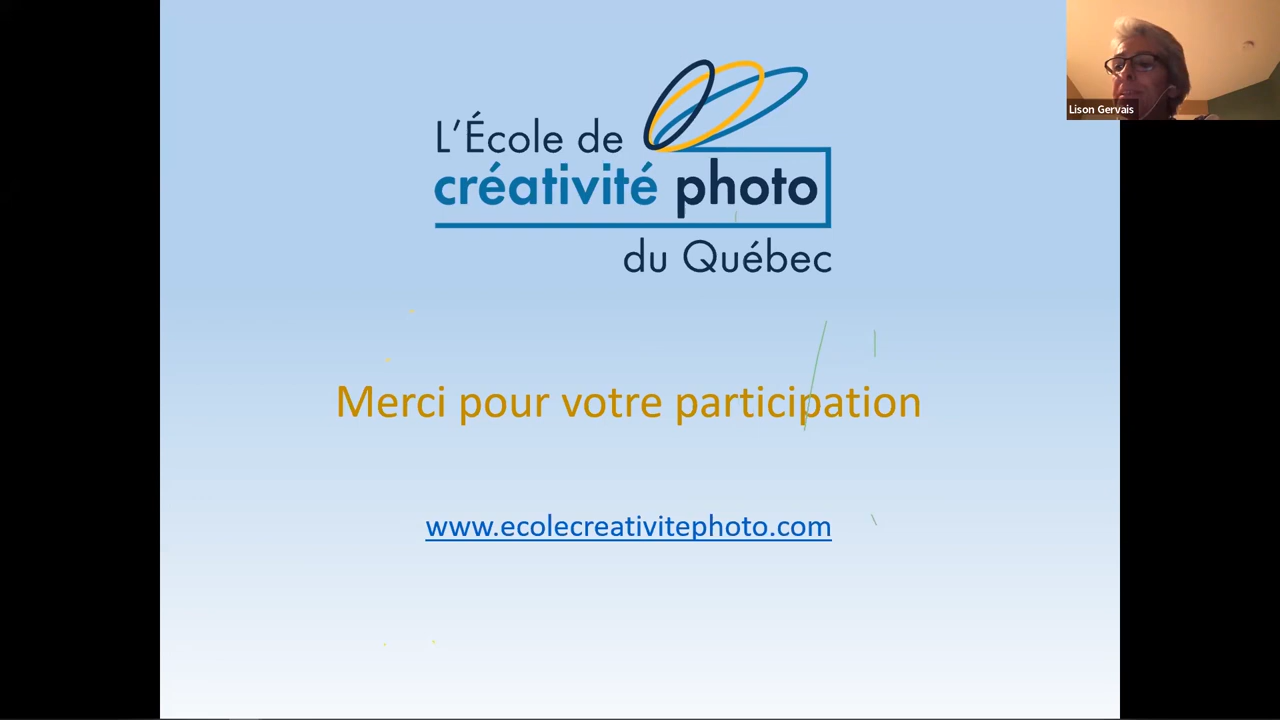 Lison Gervais
L'École de
créativité photo
du Québec
Merci pour votre participation
www.ecolecreativitephoto.com